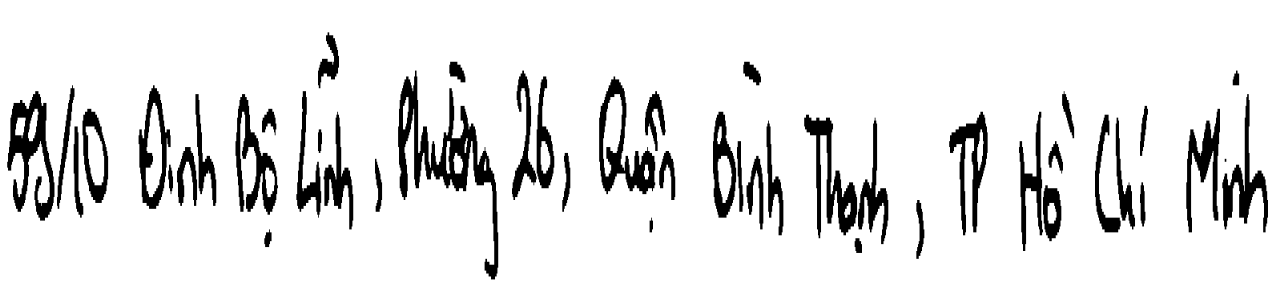 59/10 Đinh Bộ Lĩnh, Phường 26, Quận Bình Thạnh, TP Hồ Chí Minh